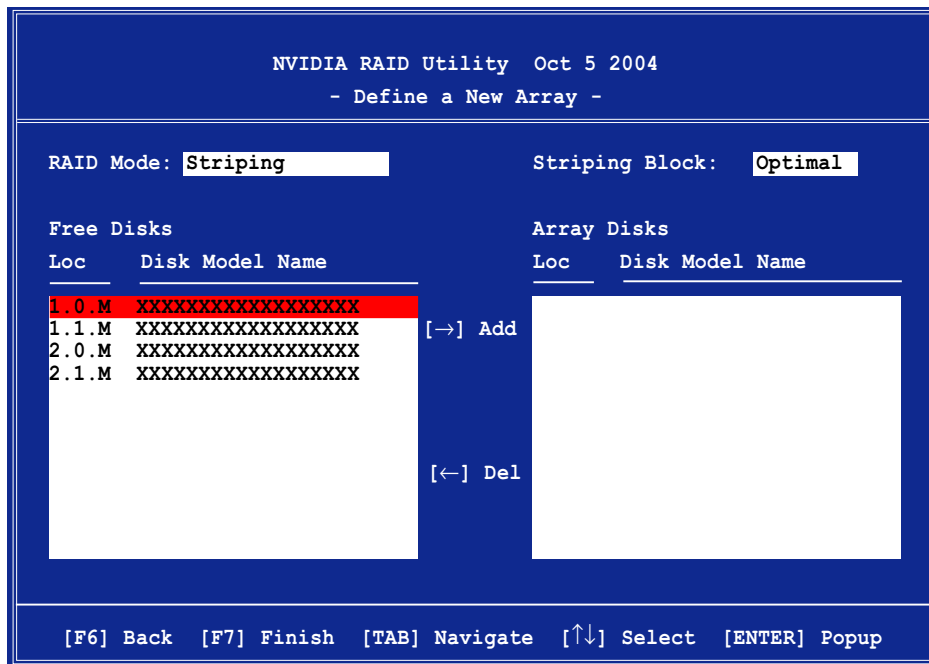 NVIDIA RAID Utility Oct 5 2004
- Define a New Array -
RAID Mode: Striping
Striping Block: Optimal
Free Disks
Loc Disk Model Name
1.0.M XXXXXXXXXXXXXXXXXX
1.1.M XXXXXXXXXXXXXXXXXX
2.0.M XXXXXXXXXXXXXXXXXX
2.1.M XXXXXXXXXXXXXXXXXX
[→] Add
[←] Del
Array Disks
Loc Disk Model Name
[F6] Back [F7] Finish [TAB] Navigate [↑↓] Select [ENTER] Popup